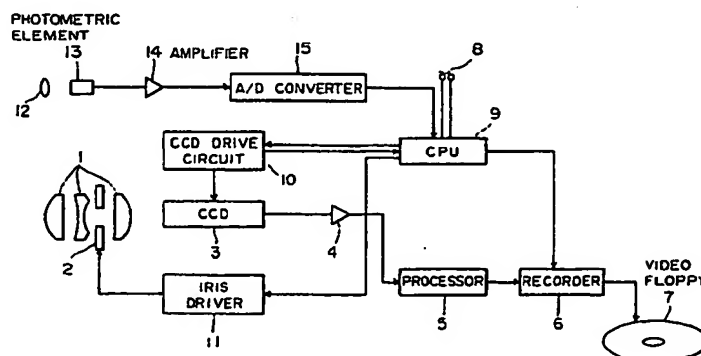 PHOTOMETRIC
ELEMENT
13
14 AMPLIFIER
15
8
12
A/D CONVERTER
9
1
CCD DRIVE
CIRCUIT
10
CPU
CCD
3
4
2
IRIS
DRIVER
11
PROCESSOR
5
RECORDER
6
VIDEO
FLOPPY
7